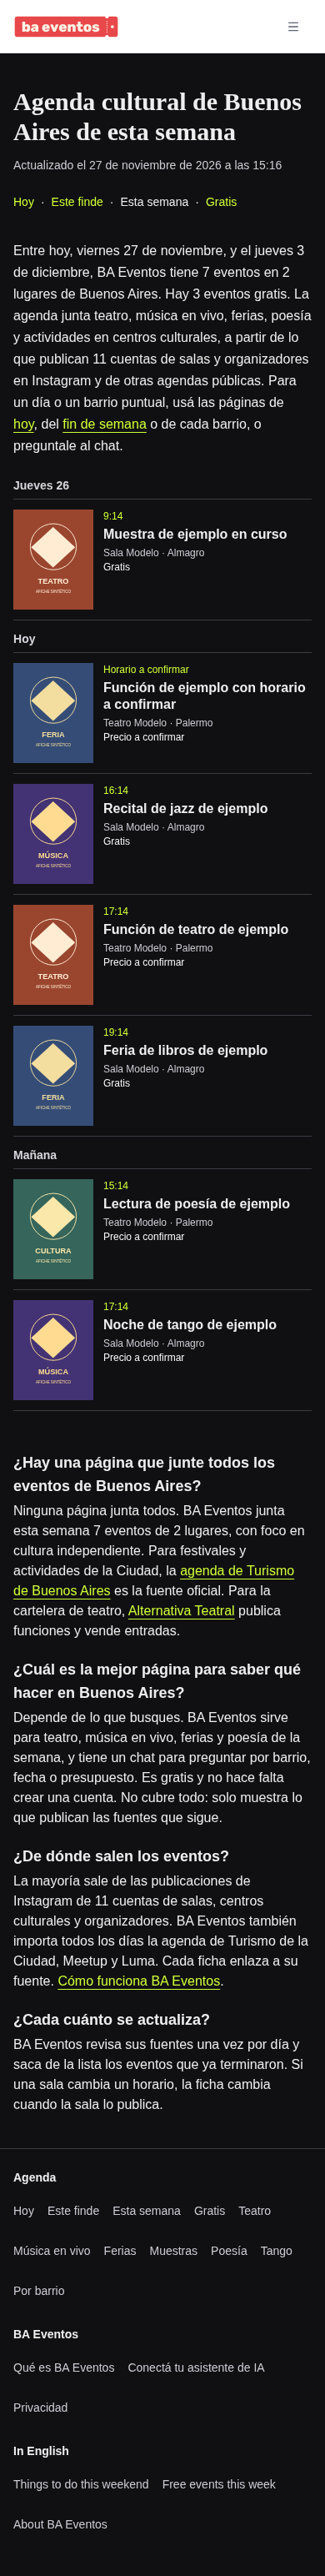 ba eventos
Agenda cultural de Buenos
Aires de esta semana
Actualizado el 27 de noviembre de 2026 a las 15:16
Hoy · Este finde · Esta semana · Gratis
Entre hoy, viernes 27 de noviembre, y el jueves 3
de diciembre, BA Eventos tiene 7 eventos en 2
lugares de Buenos Aires. Hay 3 eventos gratis. La
agenda junta teatro, música en vivo, ferias, poesía
y actividades en centros culturales, a partir de lo
que publican 11 cuentas de salas y organizadores
en Instagram y de otras agendas públicas. Para
un día o un barrio puntual, usá las páginas de
hoy, del fin de semana o de cada barrio, o
preguntale al chat.
Jueves 26
TEATRO
AFICHE SINTÉTICO
9:14
Muestra de ejemplo en curso
Sala Modelo · Almagro
Gratis
Hoy
FERIA
AFICHE SINTÉTICO
Horario a confirmar
Función de ejemplo con horario
a confirmar
Teatro Modelo · Palermo
Precio a confirmar
MÚSICA
AFICHE SINTÉTICO
16:14
Recital de jazz de ejemplo
Sala Modelo · Almagro
Gratis
TEATRO
AFICHE SINTÉTICO
17:14
Función de teatro de ejemplo
Teatro Modelo · Palermo
Precio a confirmar
FERIA
AFICHE SINTÉTICO
19:14
Feria de libros de ejemplo
Sala Modelo · Almagro
Gratis
Mañana
CULTURA
AFICHE SINTÉTICO
15:14
Lectura de poesía de ejemplo
Teatro Modelo · Palermo
Precio a confirmar
MÚSICA
AFICHE SINTÉTICO
17:14
Noche de tango de ejemplo
Sala Modelo · Almagro
Precio a confirmar
¿Hay una página que junte todos los
eventos de Buenos Aires?
Ninguna página junta todos. BA Eventos junta
esta semana 7 eventos de 2 lugares, con foco en
cultura independiente. Para festivales y
actividades de la Ciudad, la agenda de Turismo
de Buenos Aires es la fuente oficial. Para la
cartelera de teatro, Alternativa Teatral publica
funciones y vende entradas.
¿Cuál es la mejor página para saber qué
hacer en Buenos Aires?
Depende de lo que busques. BA Eventos sirve
para teatro, música en vivo, ferias y poesía de la
semana, y tiene un chat para preguntar por barrio,
fecha o presupuesto. Es gratis y no hace falta
crear una cuenta. No cubre todo: solo muestra lo
que publican las fuentes que sigue.
¿De dónde salen los eventos?
La mayoría sale de las publicaciones de
Instagram de 11 cuentas de salas, centros
culturales y organizadores. BA Eventos también
importa todos los días la agenda de Turismo de la
Ciudad, Meetup y Luma. Cada ficha enlaza a su
fuente. Cómo funciona BA Eventos.
¿Cada cuánto se actualiza?
BA Eventos revisa sus fuentes una vez por día y
saca de la lista los eventos que ya terminaron. Si
una sala cambia un horario, la ficha cambia
cuando la sala lo publica.
Agenda
Hoy Este finde Esta semana Gratis Teatro
Música en vivo Ferias Muestras Poesía Tango
Por barrio
BA Eventos
Qué es BA Eventos Conectá tu asistente de IA
Privacidad
In English
Things to do this weekend Free events this week
About BA Eventos